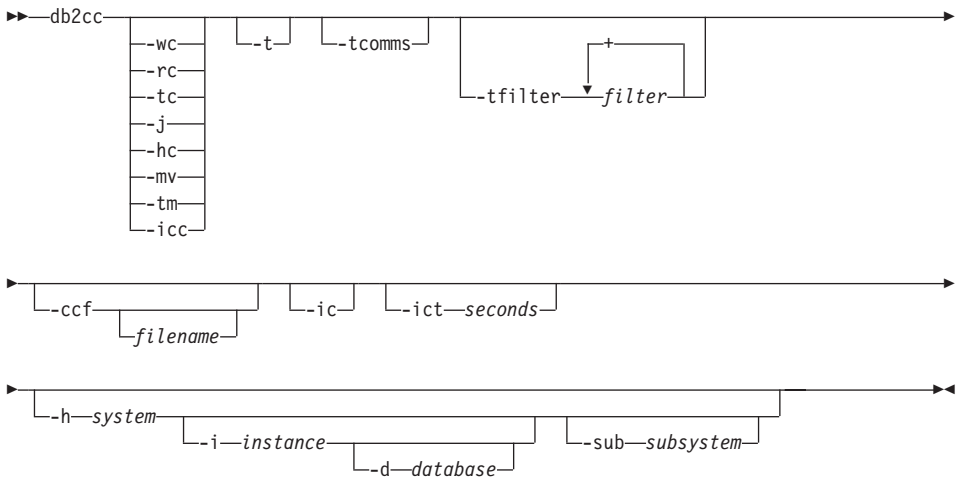 db2cc
-wc
-rc
-tc
-j
-hc
-mv
-tm
-icc
-t
-tcomms
-tfilter
+
filter
-ccf
filename
-ic
-ict seconds
-h system
-i instance
-d database
-sub subsystem